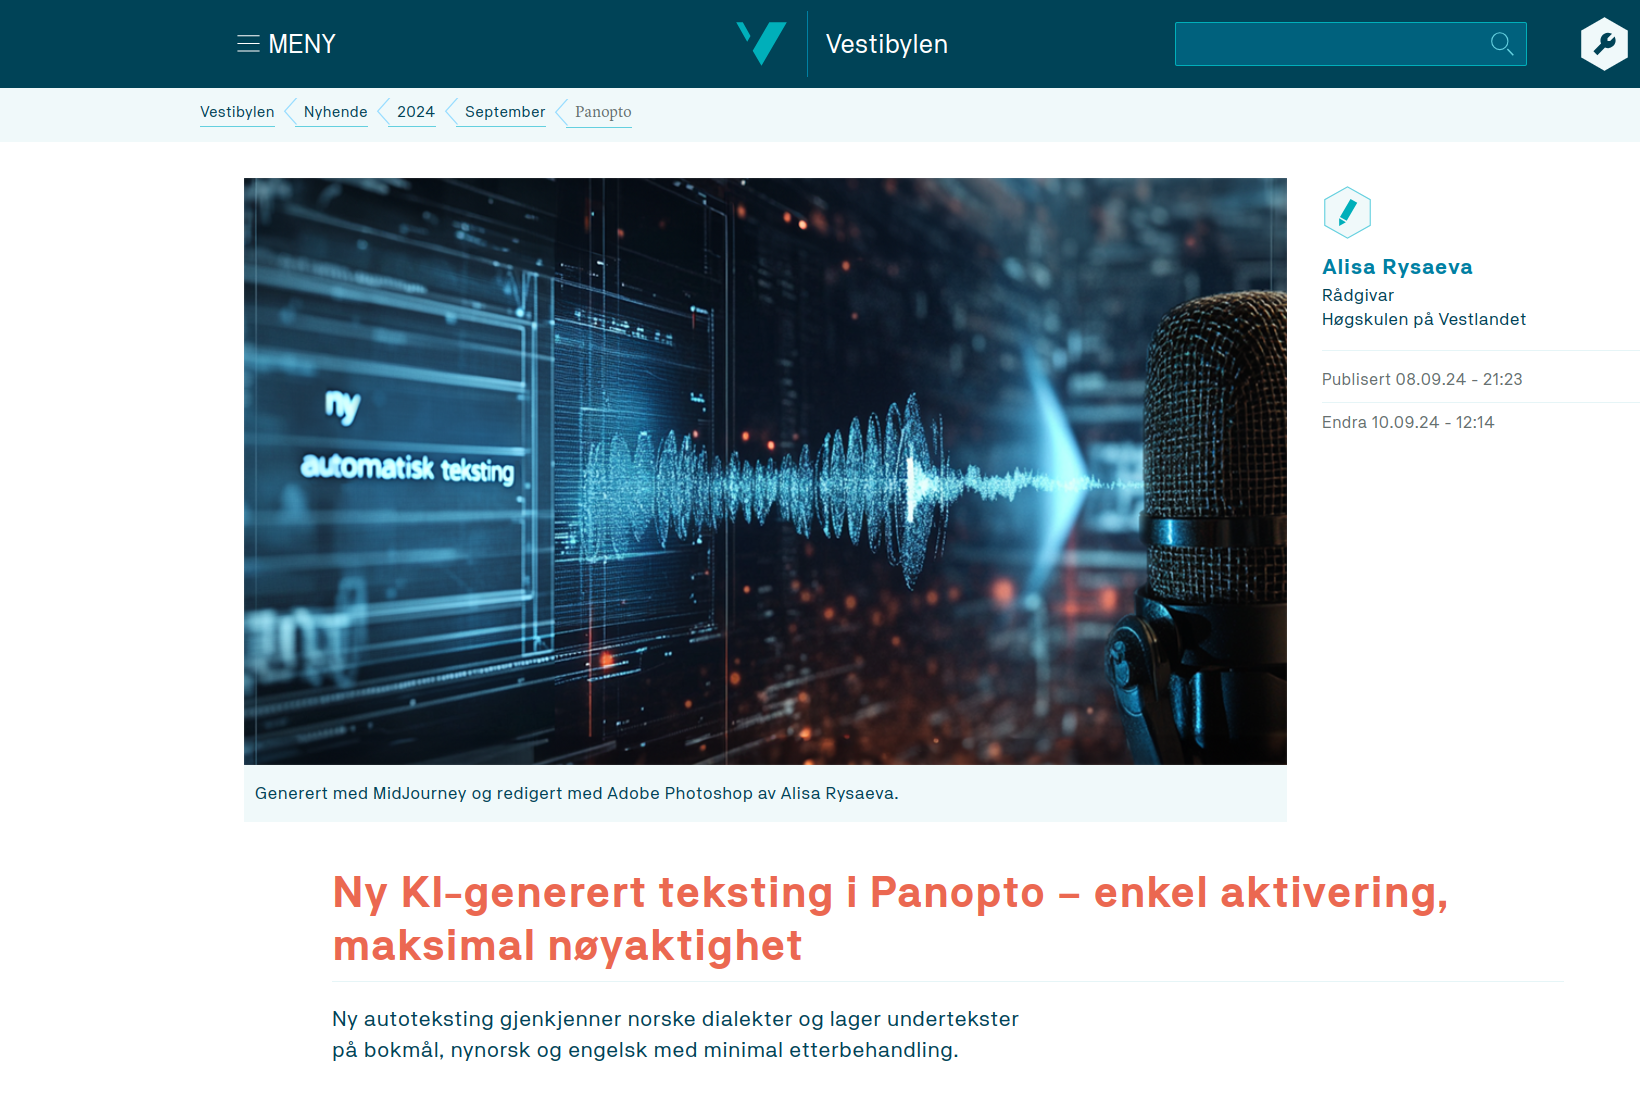 MENY
Vestibylen
Vestibylen Nyhende 2024 September Panopto
ny
automatisk teksting
Alisa Rysaeva
Rådgivar
Høgskulen på Vestlandet
Publisert 08.09.24 - 21:23
Endra 10.09.24 - 12:14
Generert med MidJourney og redigert med Adobe Photoshop av Alisa Rysaeva.
Ny KI-generert teksting i Panopto – enkel aktivering,
maksimal nøyaktighet
Ny autoteksting gjenkjenner norske dialekter og lager undertekster
på bokmål, nynorsk og engelsk med minimal etterbehandling.